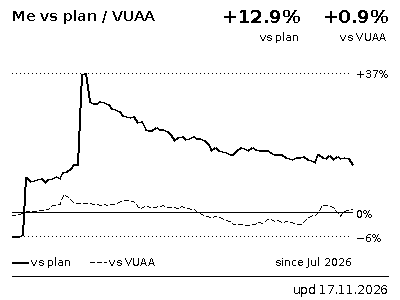 Me vs plan / VUAA +12.9% +0.9%
vs plan vs VUAA
+37%
0%
−6%
vs plan vs VUAA since Jul 2026
upd 17.11.2026